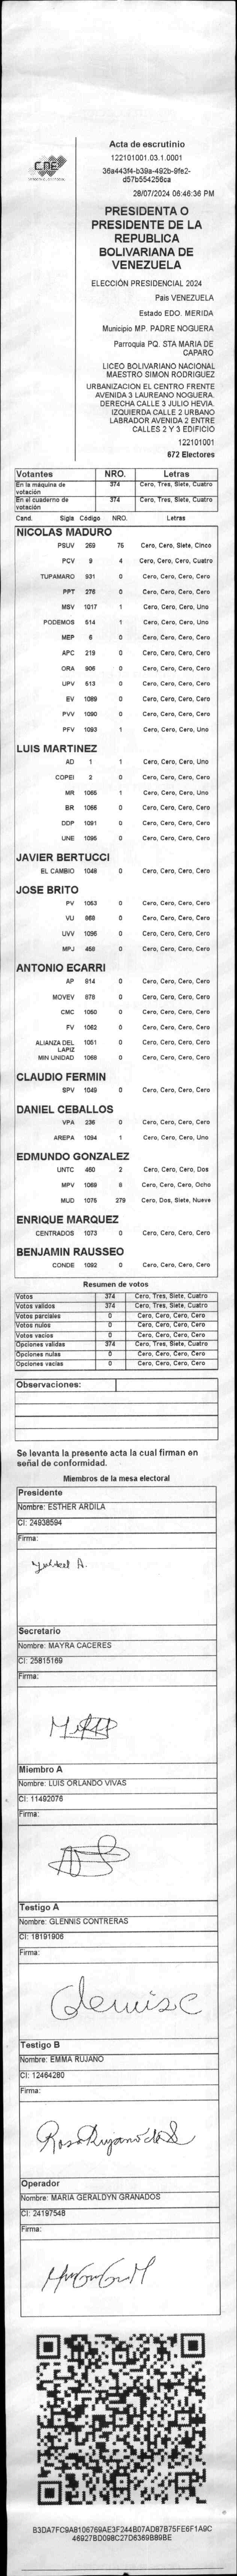 CNE
Acta de escrutinio
122101001.03.1.0001
36a443f4-b39a-492b-9fe2-
d57b554256ca
28/07/2024 06:46:36 PM
PRESIDENTA O
PRESIDENTE DE LA
REPUBLICA
BOLIVARIANA DE
VENEZUELA
ELECCIÓN PRESIDENCIAL 2024
Pais VENEZUELA
Estado EDO. MERIDA
Municipio MP. PADRE NOGUERA
Parroquia PQ. STA MARIA DE
CAPARO
LICEO BOLIVARIANO NACIONAL
MAESTRO SIMON RODRIGUEZ
URBANIZACION EL CENTRO FRENTE
AVENIDA 3 LAUREANO NOGUERA.
DERECHA CALLE 3 JULIO HEVIA.
IZQUIERDA CALLE 2 URBANO
LABRADOR AVENIDA 2 ENTRE
CALLES 2 Y 3 EDIFICIO
122101001
672 Electores
Votantes NRO. Letras
En la máquina de votación 374 Cero, Tres, Siete, Cuatro
En el cuaderno de votación 374 Cero, Tres, Siete, Cuatro
Cand. Sigla Código NRO. Letras
NICOLAS MADURO
PSUV 269 75 Cero, Cero, Siete, Cinco
PCV 9 4 Cero, Cero, Cero, Cuatro
TUPAMARO 931 0 Cero, Cero, Cero, Cero
PPT 276 0 Cero, Cero, Cero, Cero
MSV 1017 1 Cero, Cero, Cero, Uno
PODEMOS 514 1 Cero, Cero, Cero, Uno
MEP 6 0 Cero, Cero, Cero, Cero
APC 219 0 Cero, Cero, Cero, Cero
ORA 906 0 Cero, Cero, Cero, Cero
UPV 613 0 Cero, Cero, Cero, Cero
EV 1089 0 Cero, Cero, Cero, Cero
PVV 1090 0 Cero, Cero, Cero, Cero
PFV 1093 1 Cero, Cero, Cero, Uno
LUIS MARTINEZ
AD 1 1 Cero, Cero, Cero, Uno
COPEI 2 0 Cero, Cero, Cero, Cero
MR 1065 1 Cero, Cero, Cero, Uno
BR 1066 0 Cero, Cero, Cero, Cero
DDP 1091 0 Cero, Cero, Cero, Cero
UNE 1095 0 Cero, Cero, Cero, Cero
JAVIER BERTUCCI
EL CAMBIO 1048 0 Cero, Cero, Cero, Cero
JOSE BRITO
PV 1053 0 Cero, Cero, Cero, Cero
VU 868 0 Cero, Cero, Cero, Cero
UVV 1096 0 Cero, Cero, Cero, Cero
MPJ 458 0 Cero, Cero, Cero, Cero
ANTONIO ECARRI
AP 814 0 Cero, Cero, Cero, Cero
MOVEV 878 0 Cero, Cero, Cero, Cero
CMC 1050 0 Cero, Cero, Cero, Cero
FV 1062 0 Cero, Cero, Cero, Cero
ALIANZA DEL LAPIZ 1051 0 Cero, Cero, Cero, Cero
MIN UNIDAD 1068 0 Cero, Cero, Cero, Cero
CLAUDIO FERMIN
SPV 1049 0 Cero, Cero, Cero, Cero
DANIEL CEBALLOS
VPA 236 0 Cero, Cero, Cero, Cero
AREPA 1094 1 Cero, Cero, Cero, Uno
EDMUNDO GONZALEZ
UNTC 460 2 Cero, Cero, Cero, Dos
MPV 1069 8 Cero, Cero, Cero, Ocho
MUD 1075 279 Cero, Dos, Siete, Nueve
ENRIQUE MARQUEZ
CENTRADOS 1073 0 Cero, Cero, Cero, Cero
BENJAMIN RAUSSEO
CONDE 1092 0 Cero, Cero, Cero, Cero
Resumen de votos
Votos 374 Cero, Tres, Siete, Cuatro
Votos validos 374 Cero, Tres, Siete, Cuatro
Votos parciales 0 Cero, Cero, Cero, Cero
Votos nulos 0 Cero, Cero, Cero, Cero
Votos vacios 0 Cero, Cero, Cero, Cero
Opciones validas 374 Cero, Tres, Siete, Cuatro
Opciones nulas 0 Cero, Cero, Cero, Cero
Opciones vacías 0 Cero, Cero, Cero, Cero
Observaciones:
Se levanta la presente acta la cual firman en
señal de conformidad.
Miembros de la mesa electoral
Presidente
Nombre: ESTHER ARDILA
CI: 24938594
Firma:
Secretario
Nombre: MAYRA CACERES
CI: 25815169
Firma:
Miembro A
Nombre: LUIS ORLANDO VIVAS
CI: 11492076
Firma:
Testigo A
Nombre: GLENNIS CONTRERAS
CI: 18191906
Firma:
Testigo B
Nombre: EMMA RUJANO
CI: 12464280
Firma:
Operador
Nombre: MARIA GERALDYN GRANADOS
CI: 24197548
Firma:
B3DA7FC9A8106769AE3F244B07AD87B75FE6F1A9C
46927BD098C27D6369B89BE